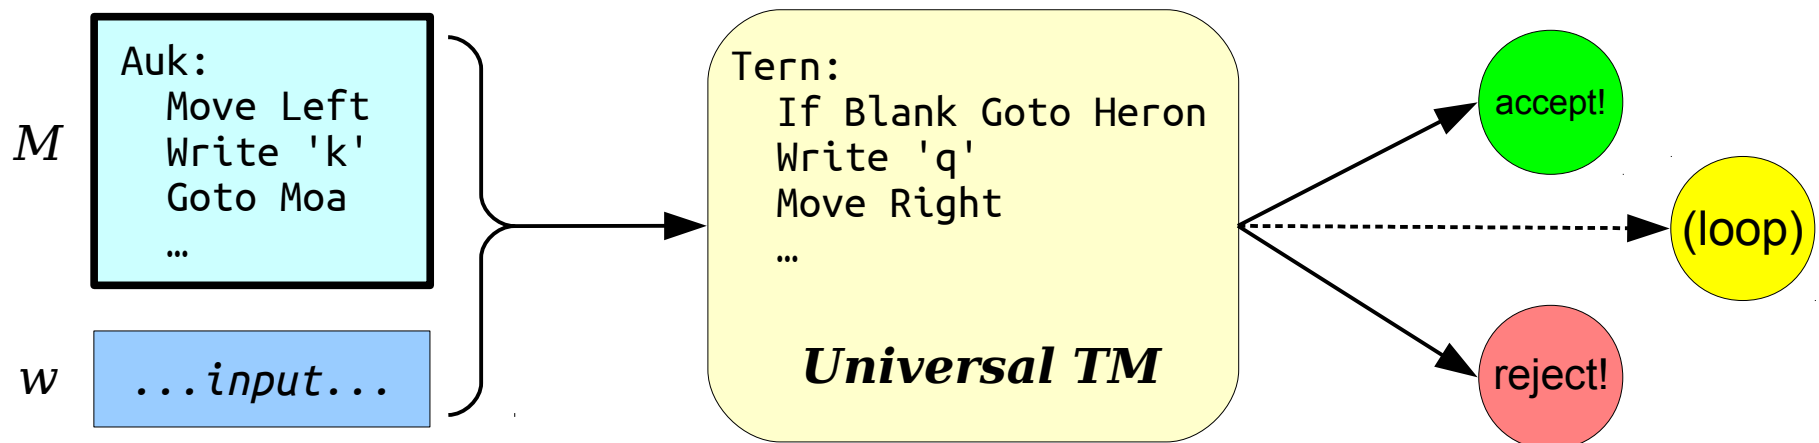 M
Auk:
Move Left
Write 'k'
Goto Moa
…
w
...input...
Tern:
If Blank Goto Heron
Write 'q'
Move Right
…
Universal TM
accept!
(loop)
reject!